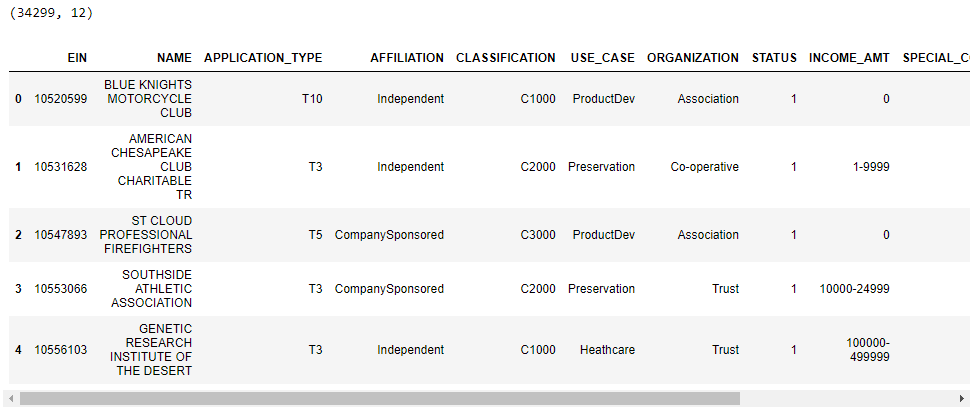 (34299, 12)
EIN NAME APPLICATION_TYPE AFFILIATION CLASSIFICATION USE_CASE ORGANIZATION STATUS INCOME_AMT SPECIAL_CO
0 10520599 BLUE KNIGHTS MOTORCYCLE CLUB T10 Independent C1000 ProductDev Association 1 0
1 10531628 AMERICAN CHESAPEAKE CLUB CHARITABLE TR T3 Independent C2000 Preservation Co-operative 1 1-9999
2 10547893 ST CLOUD PROFESSIONAL FIREFIGHTERS T5 CompanySponsored C3000 ProductDev Association 1 0
3 10553066 SOUTHSIDE ATHLETIC ASSOCIATION T3 CompanySponsored C2000 Preservation Trust 1 10000-24999
4 10556103 GENETIC RESEARCH INSTITUTE OF THE DESERT T3 Independent C1000 Heathcare Trust 1 100000-499999